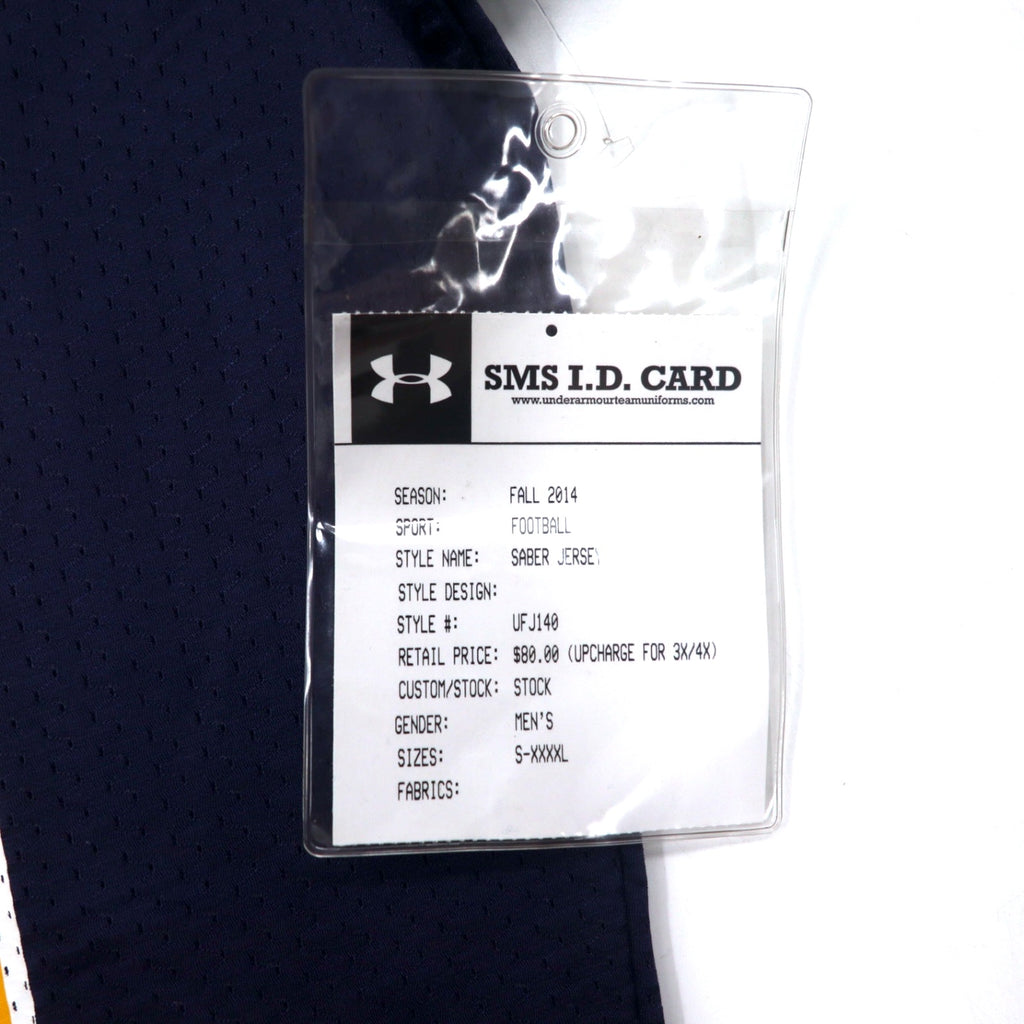 SMS I.D. CARD
www.underarmourteamuniforms.com
SEASON: FALL 2014
SPORT: FOOTBALL
STYLE NAME: SABER JERSEY
STYLE DESIGN:
STYLE #: UFJ140
RETAIL PRICE: $80.00 (UPCHARGE FOR 3X/4X)
CUSTOM/STOCK: STOCK
GENDER: MEN'S
SIZES: S-XXXXL
FABRICS: